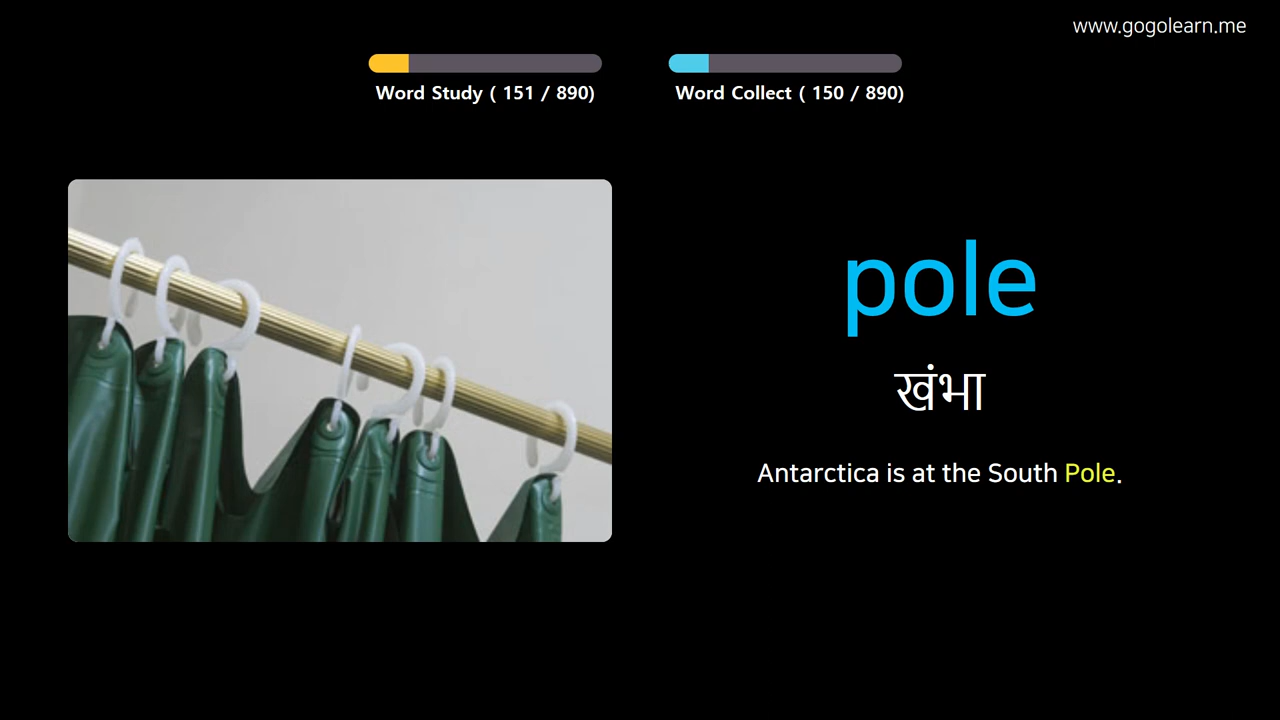 www.gogolearn.me
Word Study ( 151 / 890)
Word Collect ( 150 / 890)
pole
खंभा
Antarctica is at the South Pole.